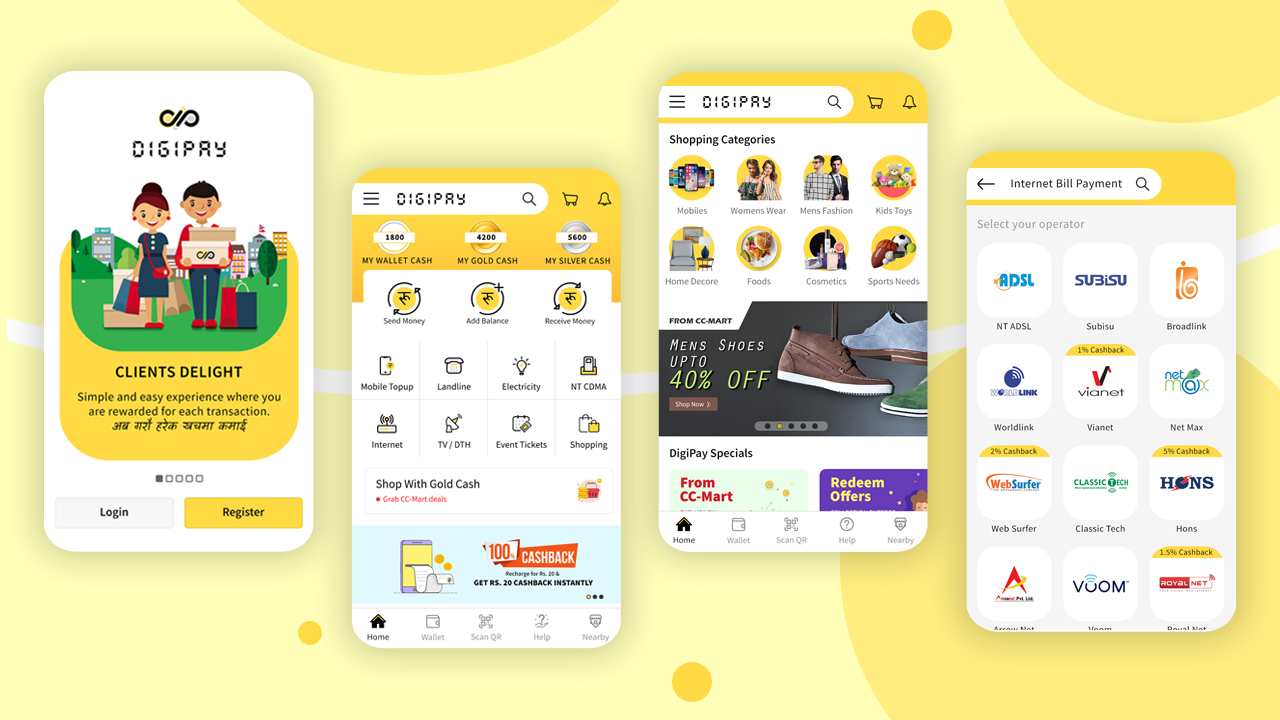 DIGIPAY
CLIENTS DELIGHT
Simple and easy experience where you
are rewarded for each transaction.
अब गरौं हरेक खचमा कमाई
Login
Register
DIGIPAY
1800
4200
5600
MY WALLET CASH
MY GOLD CASH
MY SILVER CASH
रु
रु
रु
Send Money
Add Balance
Receive Money
Mobile Topup
Landline
Electricity
NT CDMA
Internet
TV / DTH
Event Tickets
Shopping
Shop With Gold Cash
Grab CC-Mart deals
100%
CASHBACK
Recharge for Rs. 20 &
GET RS. 20 CASHBACK INSTANTLY
Home
Wallet
Scan QR
Help
Nearby
DIGIPAY
Shopping Categories
Mobiles
Womens Wear
Mens Fashion
Kids Toys
Home Decore
Foods
Cosmetics
Sports Needs
FROM CC-MART
MENS SHOES
UPTO
40% OFF
Shop Now
DigiPay Specials
From
CC-Mart
Redeem
Offers
Home
Wallet
Scan QR
Help
Nearby
Internet Bill Payment
Select your operator
ADSL
SUBISU
NT ADSL
Subisu
Broadlink
1% Cashback
WORLDLINK
vianet
net
max
Worldlink
Vianet
Net Max
2% Cashback
5% Cashback
WebSurfer
CLASSIC TECH
HONS
Web Surfer
Classic Tech
Hons
1.5% Cashback
VOOM
ROYAL NET
Arrow Net
Voom
Royal Net